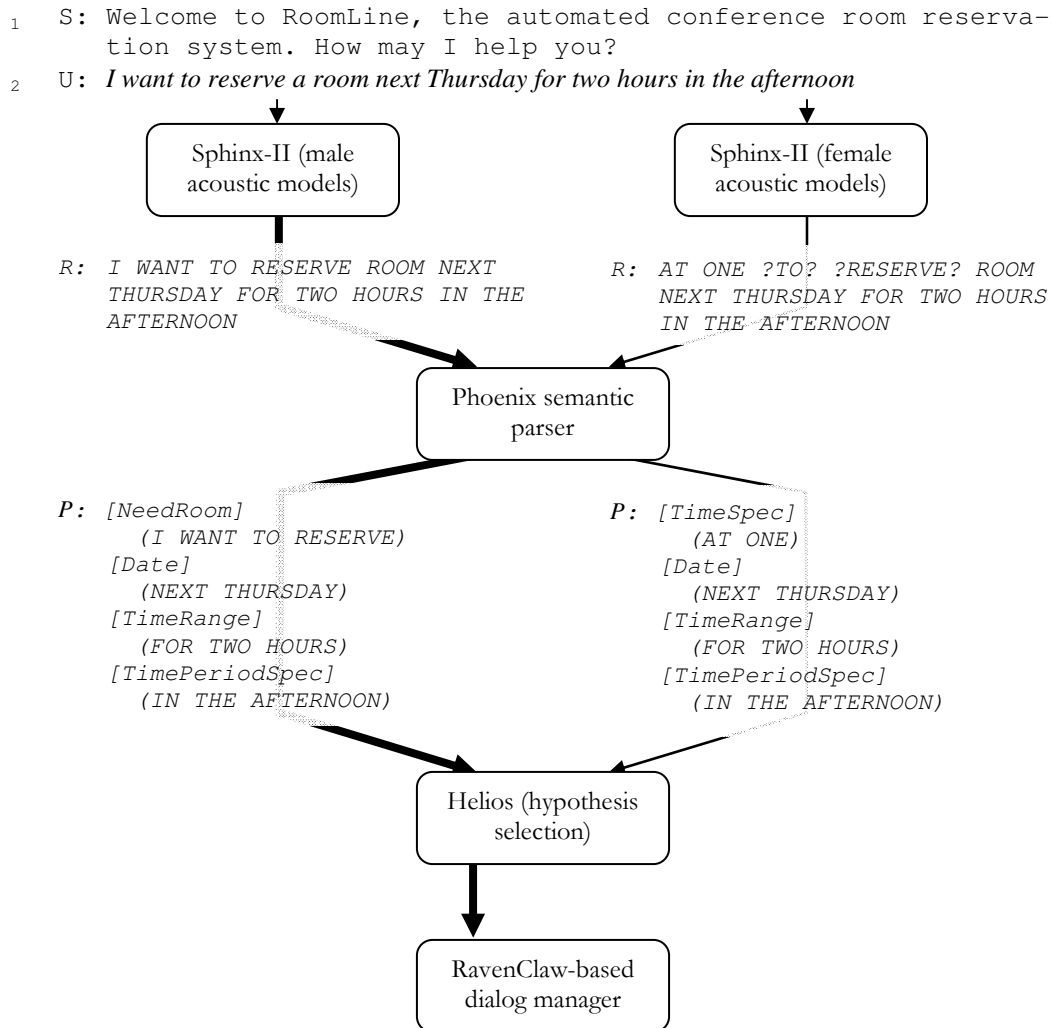 1 S: Welcome to RoomLine, the automated conference room reserva-
tion system. How may I help you?
2 U: I want to reserve a room next Thursday for two hours in the afternoon
Sphinx-II (male
acoustic models)
Sphinx-II (female
acoustic models)
R: I WANT TO RESERVE ROOM NEXT
THURSDAY FOR TWO HOURS IN THE
AFTERNOON
R: AT ONE ?TO? ?RESERVE? ROOM
NEXT THURSDAY FOR TWO HOURS
IN THE AFTERNOON
Phoenix semantic
parser
P: [NeedRoom]
(I WANT TO RESERVE)
[Date]
(NEXT THURSDAY)
[TimeRange]
(FOR TWO HOURS)
[TimePeriodSpec]
(IN THE AFTERNOON)
P: [TimeSpec]
(AT ONE)
[Date]
(NEXT THURSDAY)
[TimeRange]
(FOR TWO HOURS)
[TimePeriodSpec]
(IN THE AFTERNOON)
Helios (hypothesis
selection)
RavenClaw-based
dialog manager